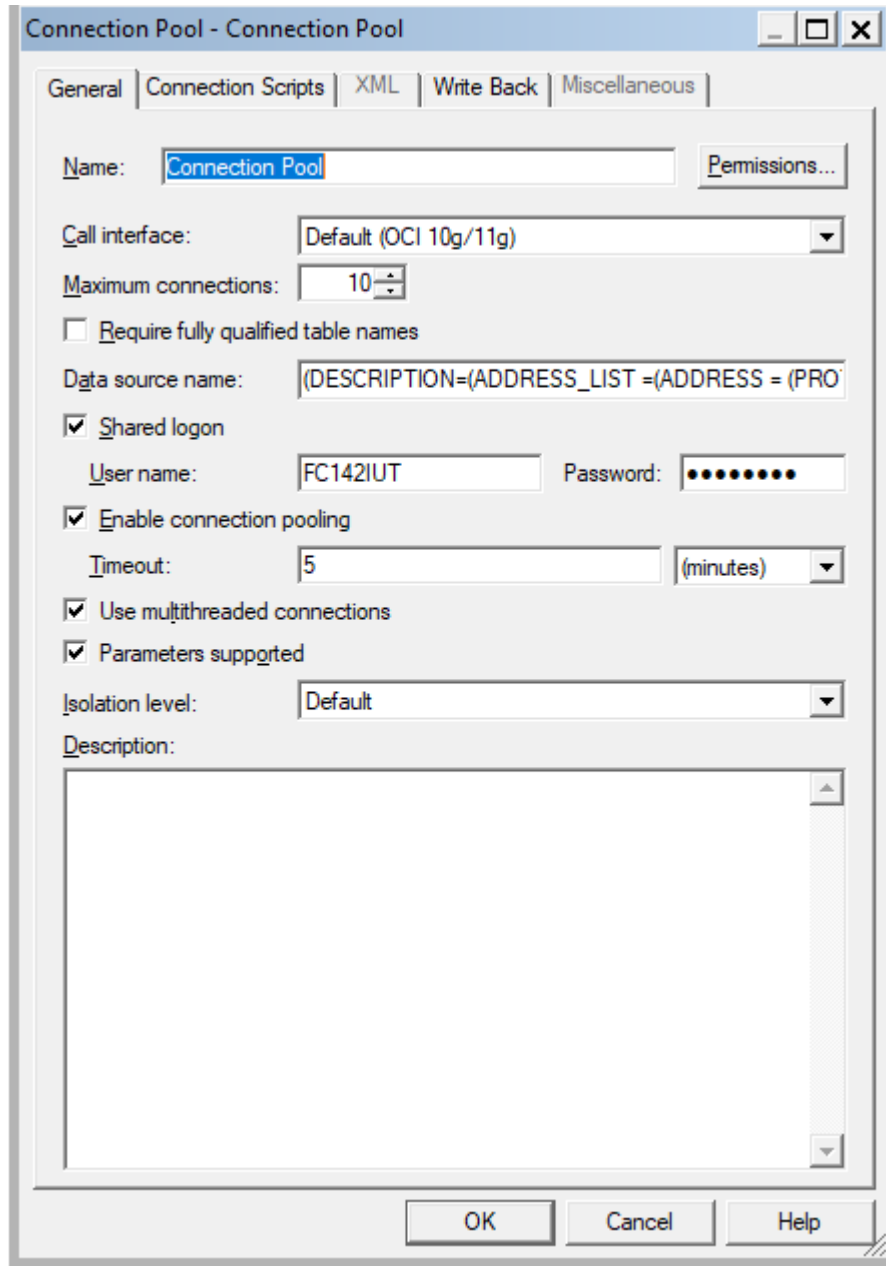 Connection Pool - Connection Pool
General Connection Scripts XML Write Back Miscellaneous
Name: Connection Pool Permissions...
Call interface: Default (OCI 10g/11g)
Maximum connections: 10
Require fully qualified table names
Data source name: (DESCRIPTION=(ADDRESS_LIST =(ADDRESS = (PRO
Shared logon
User name: FC142IUT Password: ●●●●●●●●
Enable connection pooling
Timeout: 5 (minutes)
Use multithreaded connections
Parameters supported
Isolation level: Default
Description:
OK Cancel Help